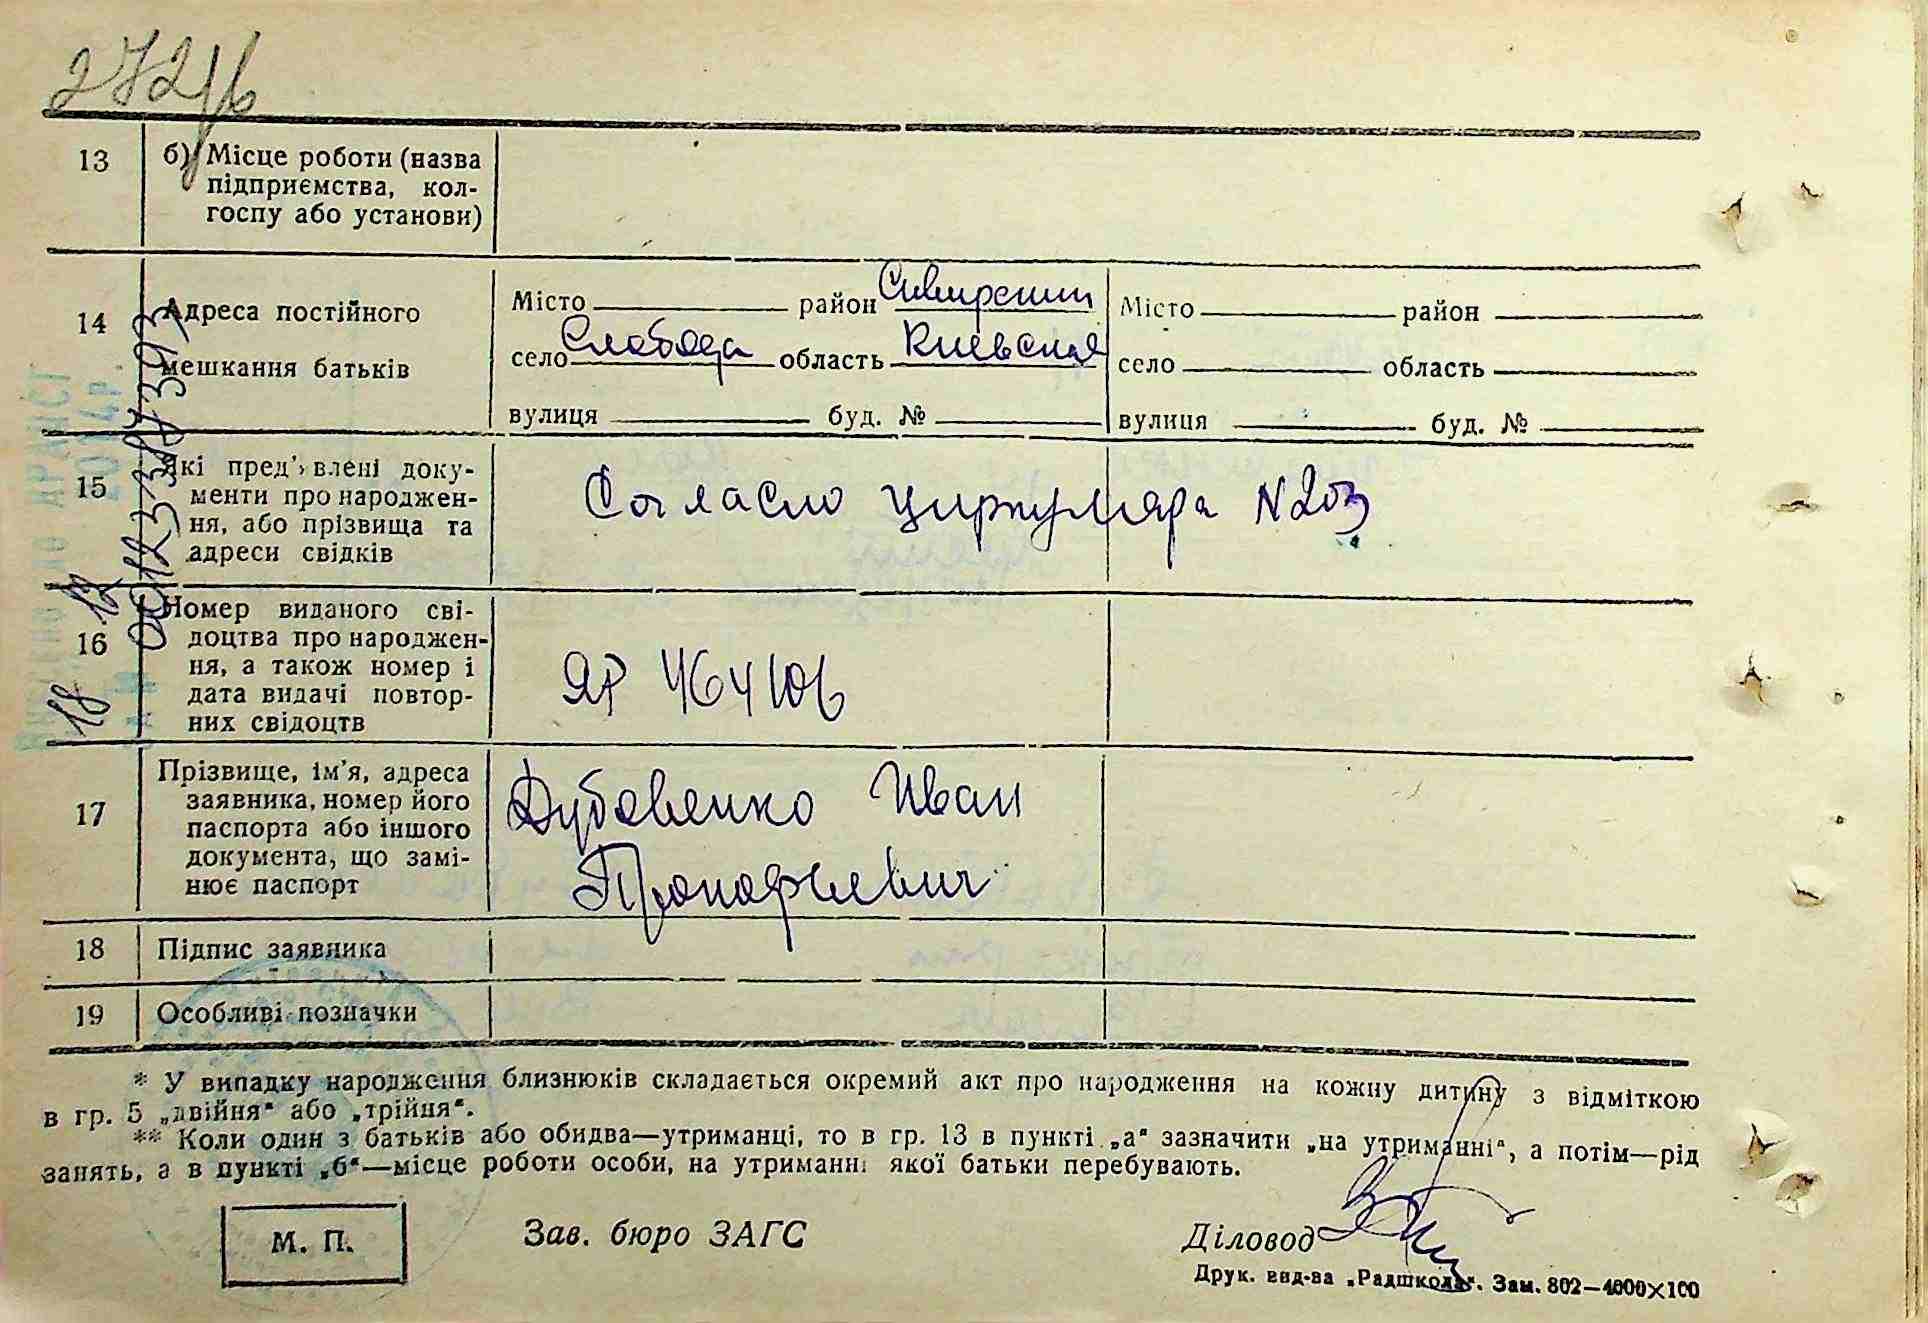 272
13
б) Місце роботи (назва
підприємства, кол-
госпу або установи)
14
Адреса постійного
мешкання батьків
Місто район
село Слобода область Киевская
вулиця буд. №
Місто район
село область
вулиця буд. №
15
Які пред'влені доку-
менти про народжен-
ня, або прізвища та
адреси свідків
Согласно циркуляра N 203
16
Номер виданого сві-
доцтва про народжен-
ня, а також номер і
дата видачі повтор-
них свідоцтв
ЯР 464106
17
Прізвище, ім'я, адреса
заявника, номер його
паспорта або іншого
документа, що замі-
нює паспорт
Дубовенко Иван
Прокофьевич
18
Підпис заявника
19
Особливі позначки
* У випадку народження близнюків складається окремий акт про народження на кожну дитину з відміткою
в гр. 5 „двійня" або „трійня".
** Коли один з батьків або обидва—утриманці, то в гр. 13 в пункті „а" зазначити „на утриманні", а потім—рід
занять, а в пункті „б"—місце роботи особи, на утриманні якої батьки перебувають.
М. П.
Зав. бюро ЗАГС
Діловод
Друк. вид-ва „Радшкола". Зам. 802—4000×100